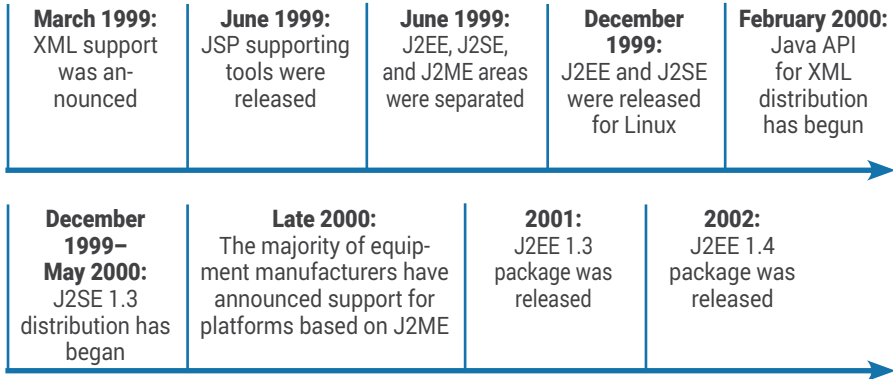 March 1999:
XML support
was an-
nounced
June 1999:
JSP supporting
tools were
released
June 1999:
J2EE, J2SE,
and J2ME areas
were separated
December
1999:
J2EE and J2SE
were released
for Linux
February 2000:
Java API
for XML
distribution
has begun
December
1999–
May 2000:
J2SE 1.3
distribution has
began
Late 2000:
The majority of equip-
ment manufacturers have
announced support for
platforms based on J2ME
2001:
J2EE 1.3
package was
released
2002:
J2EE 1.4
package was
released